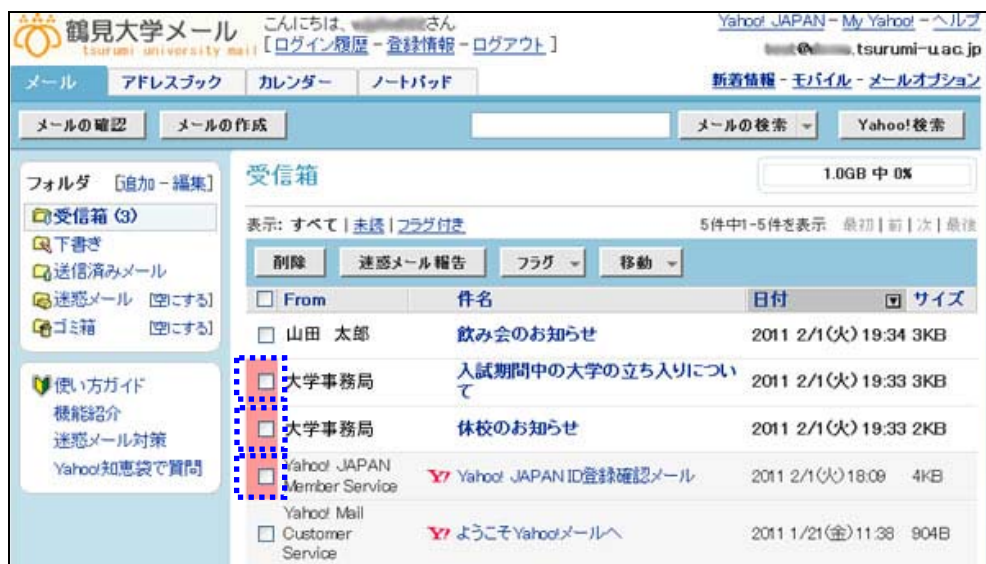 鶴見大学メール
tsurumi university mail
こんにちは、さん
[ログイン履歴 - 登録情報 - ログアウト]
Yahoo! JAPAN - My Yahoo! - ヘルプ
.tsurumi-u.ac.jp
メール アドレスブック カレンダー ノートパッド
新着情報 - モバイル - メールオプション
メールの確認 メールの作成 メールの検索 Yahoo!検索
フォルダ [追加 - 編集]
受信箱 (3)
下書き
送信済みメール
迷惑メール [空にする]
ゴミ箱 [空にする]
使い方ガイド
機能紹介
迷惑メール対策
Yahoo!知恵袋で質問
受信箱
1.0GB 中 0%
表示: すべて | 未読 | フラグ付き
5件中1-5件を表示 最初 | 前 | 次 | 最後
削除 迷惑メール報告 フラグ 移動
From 件名 日付 サイズ
山田 太郎 飲み会のお知らせ 2011 2/1(火) 19:34 3KB
大学事務局 入試期間中の大学の立ち入りについ
て 2011 2/1(火) 19:33 3KB
大学事務局 休校のお知らせ 2011 2/1(火) 19:33 2KB
Yahoo! JAPAN
Member Service Y! Yahoo! JAPAN ID登録確認メール 2011 2/1(火) 18:09 4KB
Yahoo! Mail
Customer Y! ようこそYahoo!メールへ 2011 1/21(金) 11:38 904B
Service